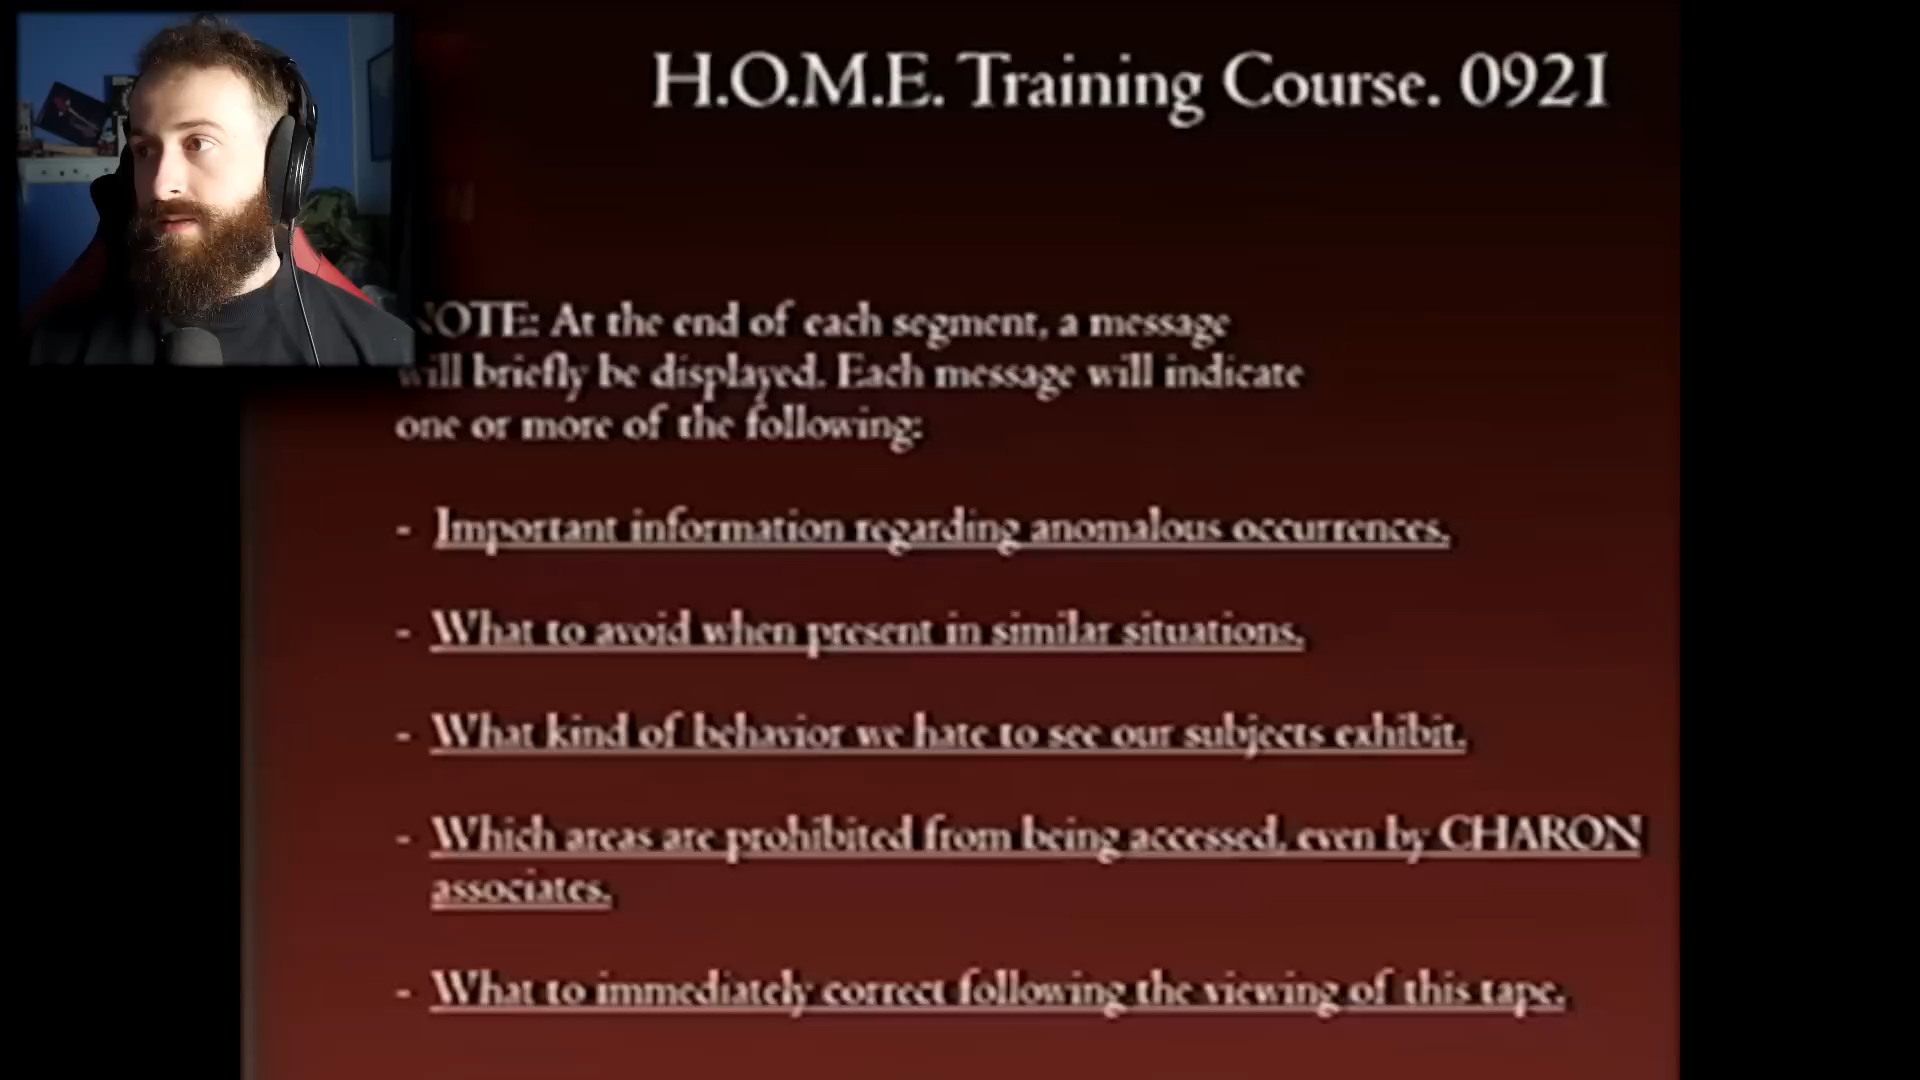 H.O.M.E. Training Course. 0921
NOTE: At the end of each segment, a message
will briefly be displayed. Each message will indicate
one or more of the following:
- Important information regarding anomalous occurrences.
- What to avoid when present in similar situations.
- What kind of behavior we hate to see our subjects exhibit.
- Which areas are prohibited from being accessed, even by CHARON
associates.
- What to immediately correct following the viewing of this tape.